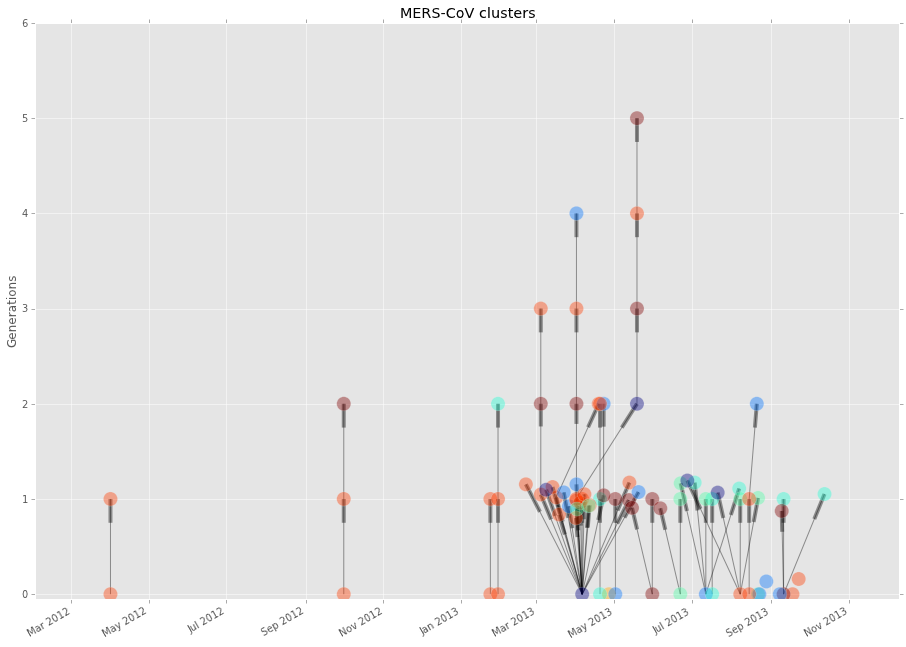 MERS-CoV clusters
6
5
4
3
2
1
0
Generations
Mar 2012
May 2012
Jul 2012
Sep 2012
Nov 2012
Jan 2013
Mar 2013
May 2013
Jul 2013
Sep 2013
Nov 2013